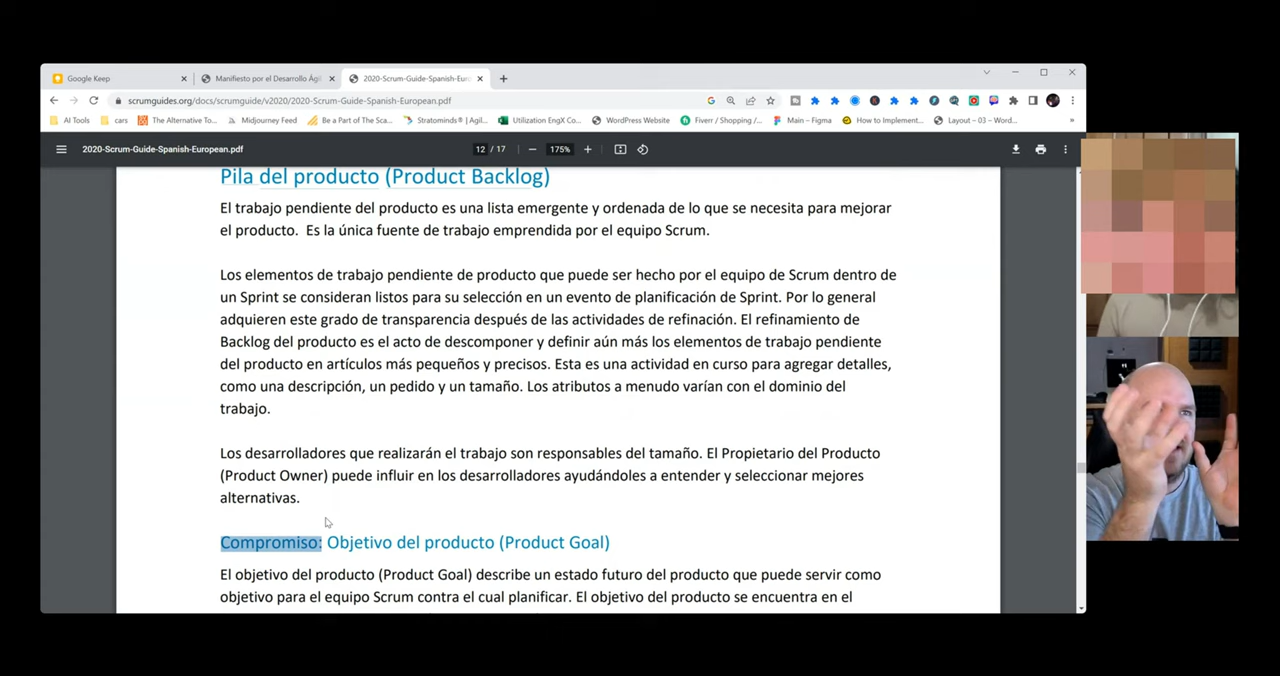 Google Keep
Manifiesto por el Desarrollo Ági
2020-Scrum-Guide-Spanish-Euro
scrumguides.org/docs/scrumguide/v2020/2020-Scrum-Guide-Spanish-European.pdf
AI Tools cars The Alternative To... Midjourney Feed Be a Part of The Sca... Stratominds® | Agil... Utilization EngX Co... WordPress Website Fiverr / Shopping /... Main – Figma How to Implement... Layout – 03 – Word... »
2020-Scrum-Guide-Spanish-European.pdf 12 / 17 175%
Pila del producto (Product Backlog)
El trabajo pendiente del producto es una lista emergente y ordenada de lo que se necesita para mejorar
el producto. Es la única fuente de trabajo emprendida por el equipo Scrum.
Los elementos de trabajo pendiente de producto que puede ser hecho por el equipo de Scrum dentro de
un Sprint se consideran listos para su selección en un evento de planificación de Sprint. Por lo general
adquieren este grado de transparencia después de las actividades de refinación. El refinamiento de
Backlog del producto es el acto de descomponer y definir aún más los elementos de trabajo pendiente
del producto en artículos más pequeños y precisos. Esta es una actividad en curso para agregar detalles,
como una descripción, un pedido y un tamaño. Los atributos a menudo varían con el dominio del
trabajo.
Los desarrolladores que realizarán el trabajo son responsables del tamaño. El Propietario del Producto
(Product Owner) puede influir en los desarrolladores ayudándoles a entender y seleccionar mejores
alternativas.
Compromiso: Objetivo del producto (Product Goal)
El objetivo del producto (Product Goal) describe un estado futuro del producto que puede servir como
objetivo para el equipo Scrum contra el cual planificar. El objetivo del producto se encuentra en el